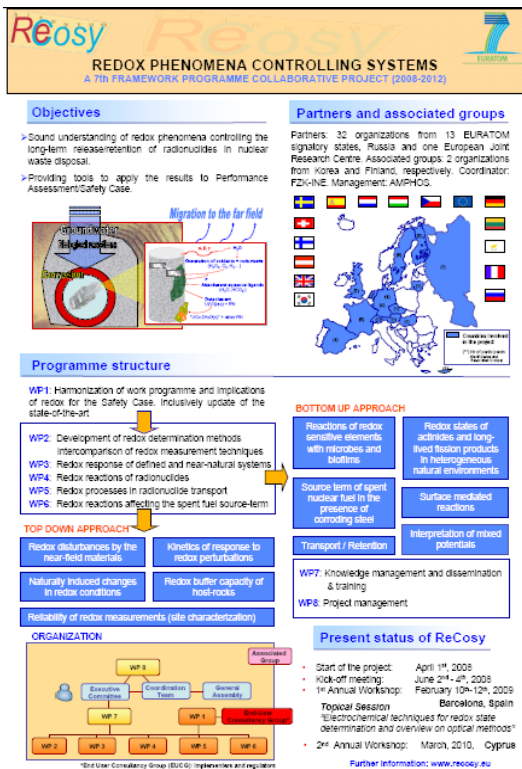 ReCosy
7
EURATOM
REDOX PHENOMENA CONTROLLING SYSTEMS
A 7th FRAMEWORK PROGRAMME COLLABORATIVE PROJECT (2008-2012)
Objectives
➢Sound understanding of redox phenomena controlling the
long-term release/retention of radionuclides in nuclear
waste disposal.
➢Providing tools to apply the results to Performance
Assessment/Safety Case.
Migration to the far field
Ground water
Corrosion
Partners and associated groups
Partners: 32 organizations from 13 EURATOM
signatory states, Russia and one European Joint
Research Centre. Associated groups: 2 organizations
from Korea and Finland, respectively. Coordinator:
FZK-INE. Management: AMPHOS.
Countries involved
in the project
Programme structure
WP1: Harmonization of work programme and implications
of redox for the Safety Case. Inclusively update of the
state-of-the-art
WP2: Development of redox determination methods
Intercomparison of redox measurement techniques
WP3: Redox response of defined and near-natural systems
WP4: Redox reactions of radionuclides
WP5: Redox processes in radionuclide transport
WP6: Redox reactions affecting the spent fuel source-term
TOP DOWN APPROACH
Redox disturbances by the
near-field materials
Kinetics of response to
redox perturbations
Naturally induced changes
in redox conditions
Redox buffer capacity of
host-rocks
Reliability of redox measurements (site characterization)
BOTTOM UP APPROACH
Reactions of redox
sensitive elements
with microbes and
biofilms
Redox states of
actinides and long-
lived fission products
in heterogeneous
natural environments
Source term of spent
nuclear fuel in the
presence of
corroding steel
Surface mediated
reactions
Transport / Retention
Interpretation of mixed
potentials
WP7: Knowledge management and dissemination
& training
WP8: Project management
ORGANIZATION
Associated
Group
WP 8
Executive
Committee
Coordination
Team
General
Assembly
WP 7
WP 1
End User
Consultancy Group*
WP 2
WP 3
WP 4
WP 5
WP 6
*End User Consultancy Group (EUCG): Implementers and regulators
Present status of ReCosy
• Start of the project: April 1st, 2008
• Kick-off meeting: June 2nd - 4th, 2008
• 1st Annual Workshop: February 10th-12th, 2009
Barcelona, Spain
Topical Session
"Electrochemical techniques for redox state
determination and overview on optical methods"
• 2nd Annual Workshop: March, 2010, Cyprus
Further information: www.recosy.eu